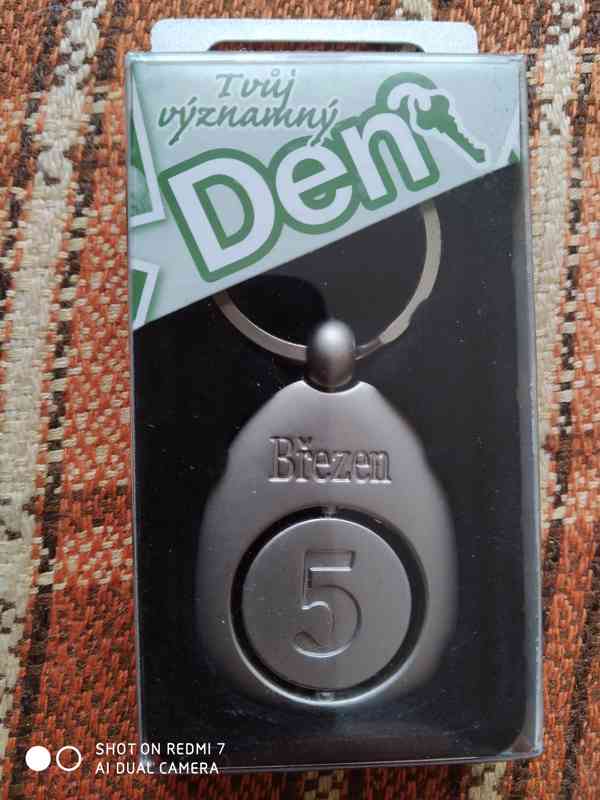 Tvůj
významný
Den
Březen
5
SHOT ON REDMI 7
AI DUAL CAMERA